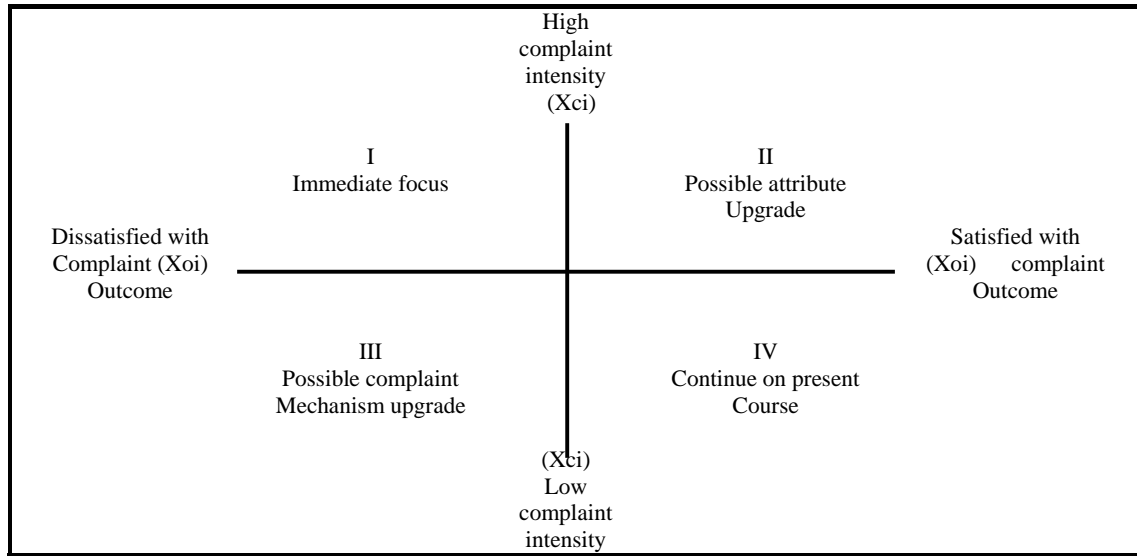 High
complaint
intensity
(Xci)
I
Immediate focus
II
Possible attribute
Upgrade
Dissatisfied with
Complaint (Xoi)
Outcome
Satisfied with
(Xoi) complaint
Outcome
III
Possible complaint
Mechanism upgrade
IV
Continue on present
Course
(Xci)
Low
complaint
intensity